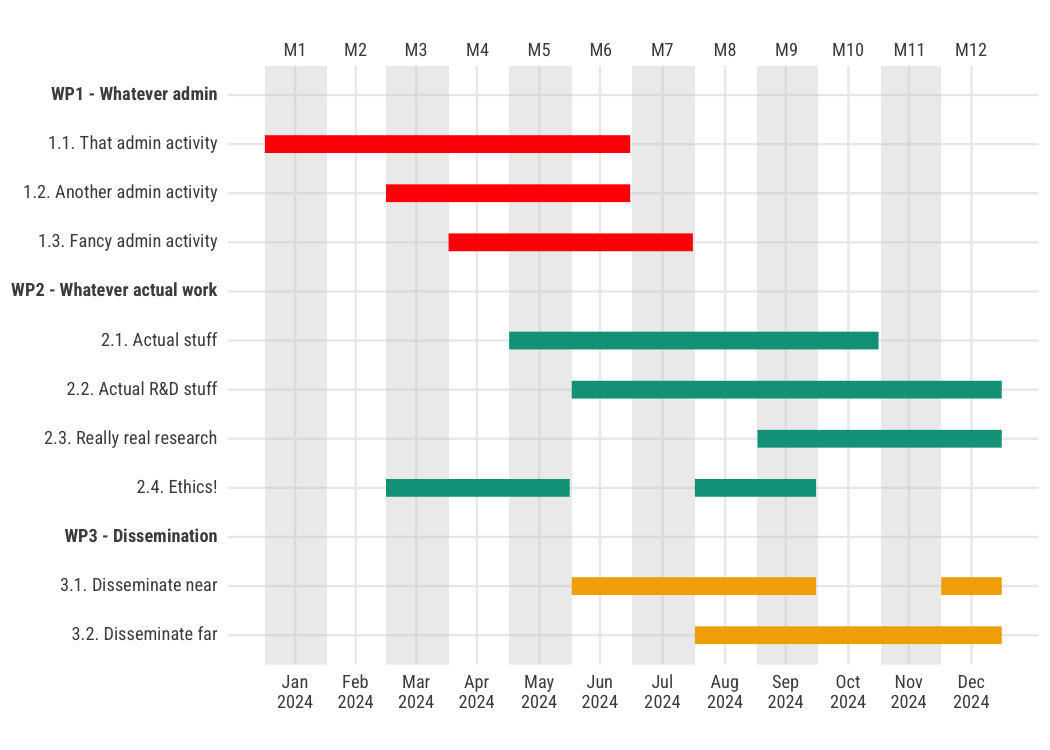 M1 M2 M3 M4 M5 M6 M7 M8 M9 M10 M11 M12
WP1 - Whatever admin
1.1. That admin activity
1.2. Another admin activity
1.3. Fancy admin activity
WP2 - Whatever actual work
2.1. Actual stuff
2.2. Actual R&D stuff
2.3. Really real research
2.4. Ethics!
WP3 - Dissemination
3.1. Disseminate near
3.2. Disseminate far
Jan Feb Mar Apr May Jun Jul Aug Sep Oct Nov Dec
2024 2024 2024 2024 2024 2024 2024 2024 2024 2024 2024 2024